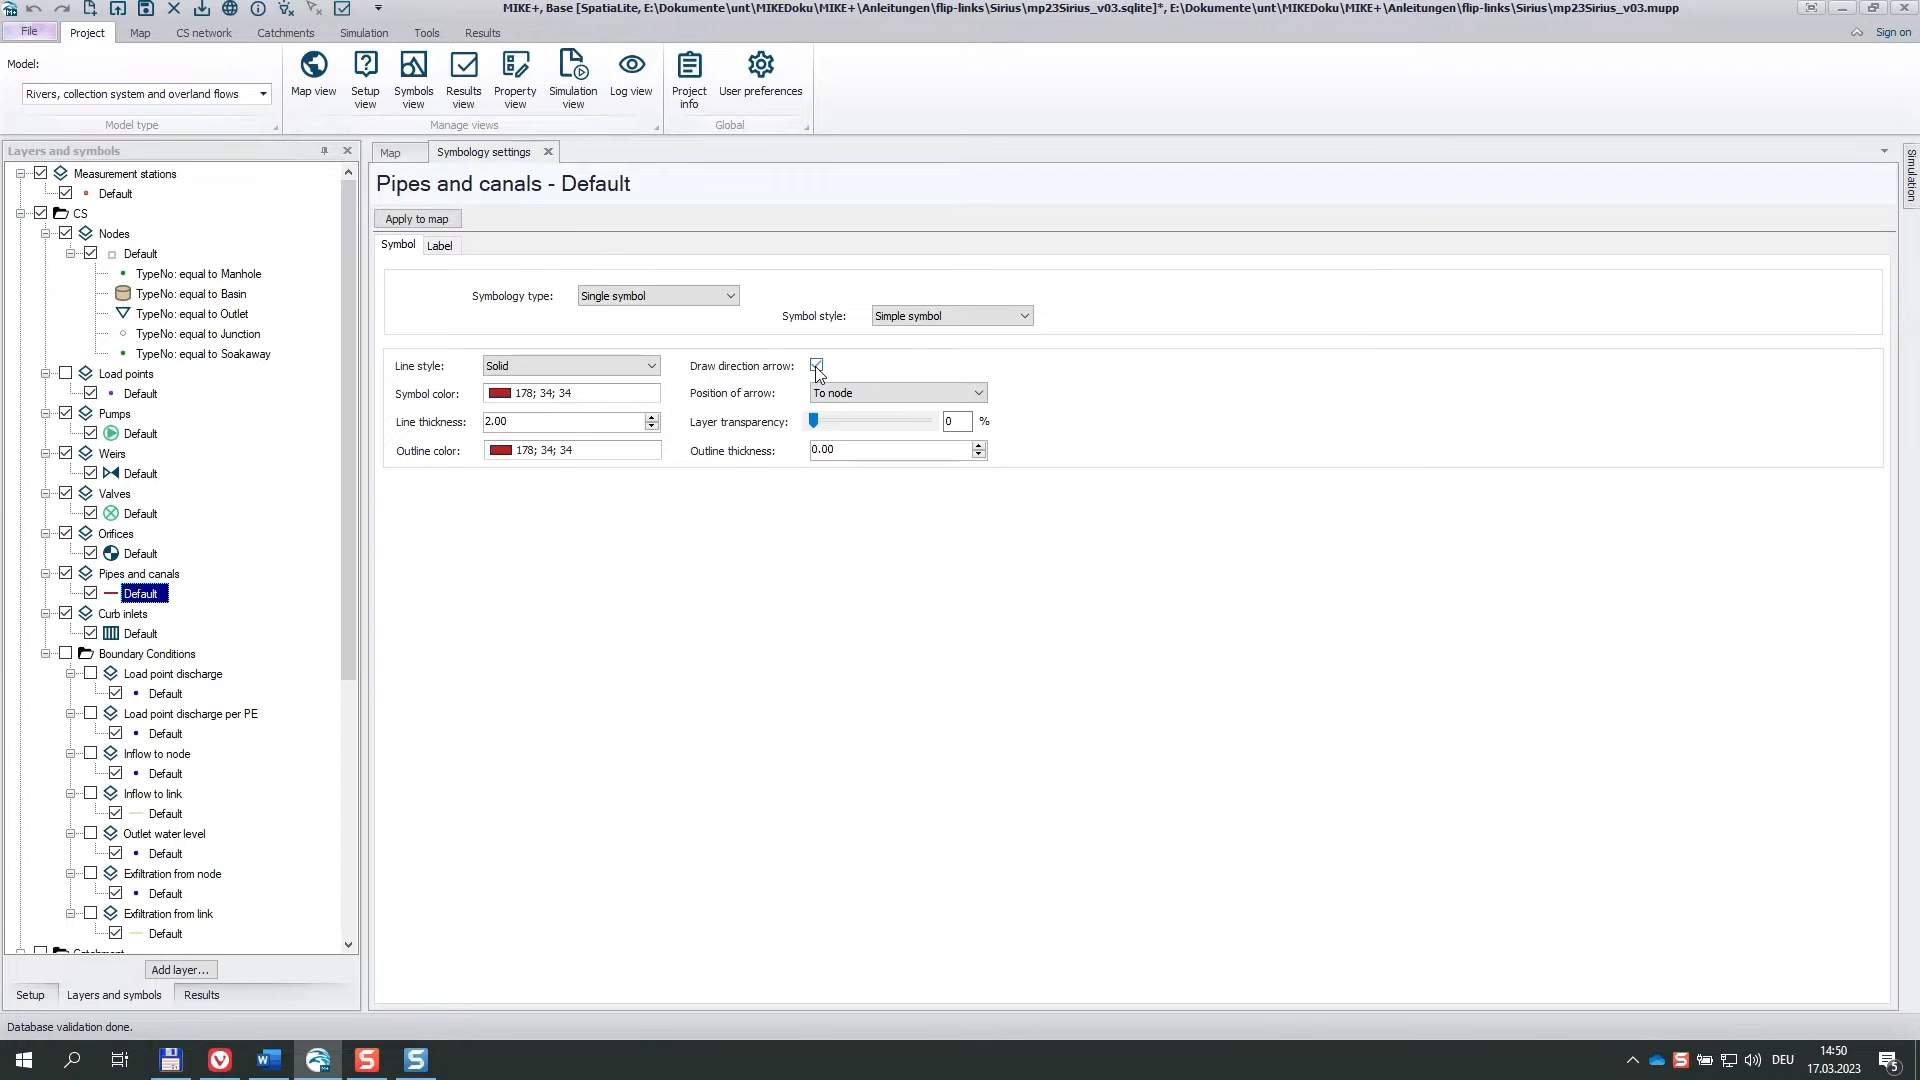 MIKE+, Base [SpatiaLite, E:\Dokumente\unt\MIKEDoku\MIKE+\Anleitungen\flip-links\Sirius\mp23Sirius_v03.sqlite]*, E:\Dokumente\unt\MIKEDoku\MIKE+\Anleitungen\flip-links\Sirius\mp23Sirius_v03.mupp
File Project Map CS network Catchments Simulation Tools Results Sign on
Model:
Rivers, collection system and overland flows
Model type
Map view Setup view Symbols view Results view Property view Simulation view Log view
Manage views
Project info User preferences
Global
Layers and symbols
Measurement stations
Default
CS
Nodes
Default
TypeNo: equal to Manhole
TypeNo: equal to Basin
TypeNo: equal to Outlet
TypeNo: equal to Junction
TypeNo: equal to Soakaway
Load points
Default
Pumps
Default
Weirs
Default
Valves
Default
Orifices
Default
Pipes and canals
Default
Curb inlets
Default
Boundary Conditions
Load point discharge
Default
Load point discharge per PE
Default
Inflow to node
Default
Inflow to link
Default
Outlet water level
Default
Exfiltration from node
Default
Exfiltration from link
Default
Add layer...
Setup Layers and symbols Results
Map Symbology settings
Pipes and canals - Default
Apply to map
Symbol Label
Symbology type: Single symbol
Symbol style: Simple symbol
Line style: Solid Draw direction arrow:
Symbol color: 178; 34; 34 Position of arrow: To node
Line thickness: 2.00 Layer transparency: 0 %
Outline color: 178; 34; 34 Outline thickness: 0.00
Simulation
Database validation done.
DEU
14:50
17.03.2023
5